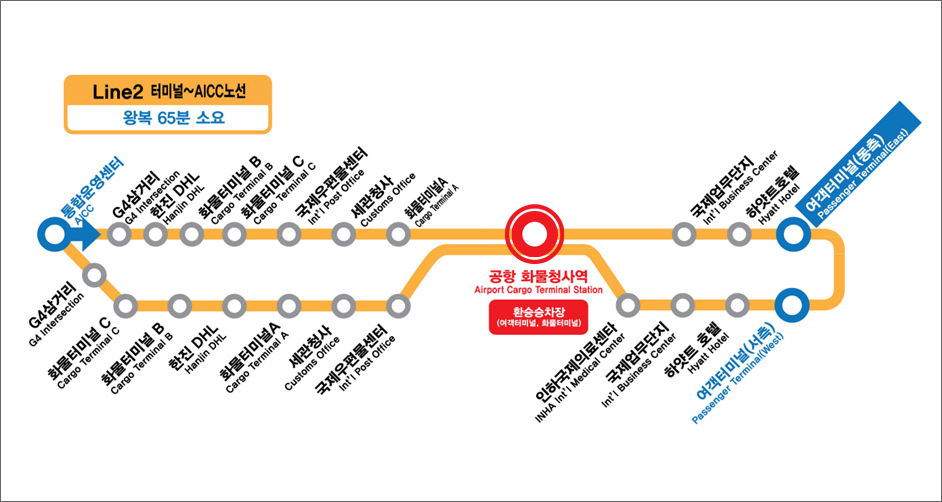 Line2 터미널~AICC노선
왕복 65분 소요
통합운영센터
AICC
G4삼거리
G4 Intersection
한진 DHL
Hanjin DHL
화물터미널 B
Cargo Terminal B
화물터미널 C
Cargo Terminal C
국제우편물센터
Int'l Post Office
세관청사
Customs Office
화물터미널A
Cargo Terminal A
공항 화물청사역
Airport Cargo Terminal Station
환승승차장
(여객터미널, 화물터미널)
국제업무단지
Int'l Business Center
하얏트호텔
Hyatt Hotel
여객터미널(동측)
Passenger Terminal(East)
G4삼거리
G4 Intersection
화물터미널 C
Cargo Terminal C
화물터미널 B
Cargo Terminal B
한진 DHL
Hanjin DHL
화물터미널A
Cargo Terminal A
세관청사
Customs Office
국제우편물센터
Int'l Post Office
인하국제의료센타
INHA Int'l Medical Center
국제업무단지
Int'l Business Center
하얏트 호텔
Hyatt Hotel
여객터미널(서측)
Passenger Terminal(West)